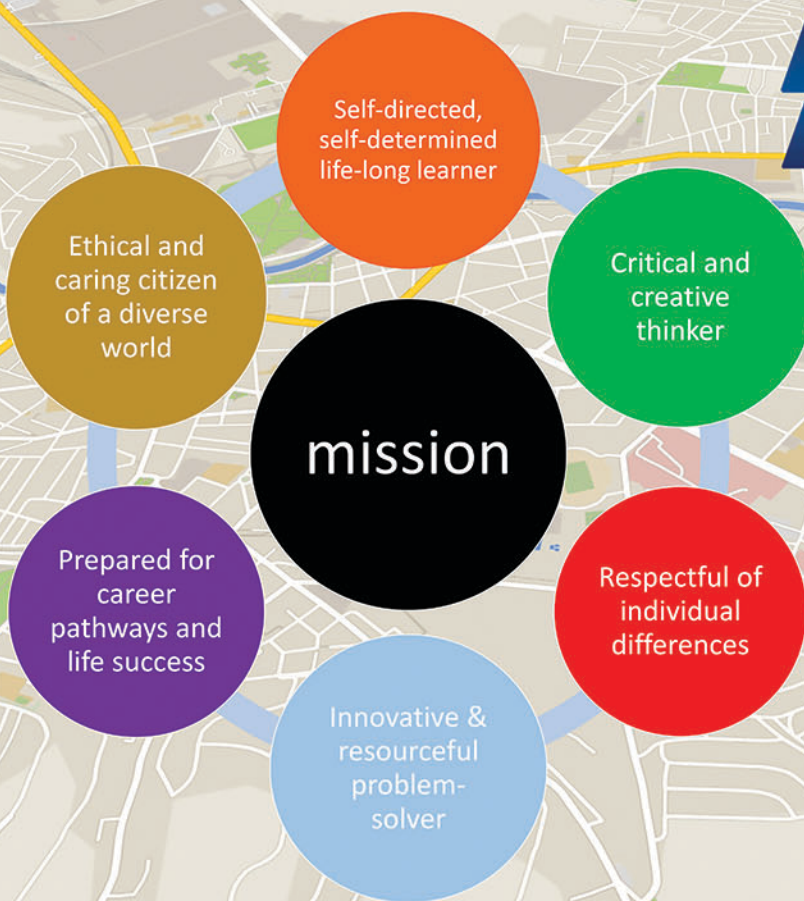 Self-directed,
self-determined
life-long learner
Ethical and
caring citizen
of a diverse
world
Critical and
creative
thinker
mission
Prepared for
career
pathways and
life success
Respectful of
individual
differences
Innovative &
resourceful
problem-
solver